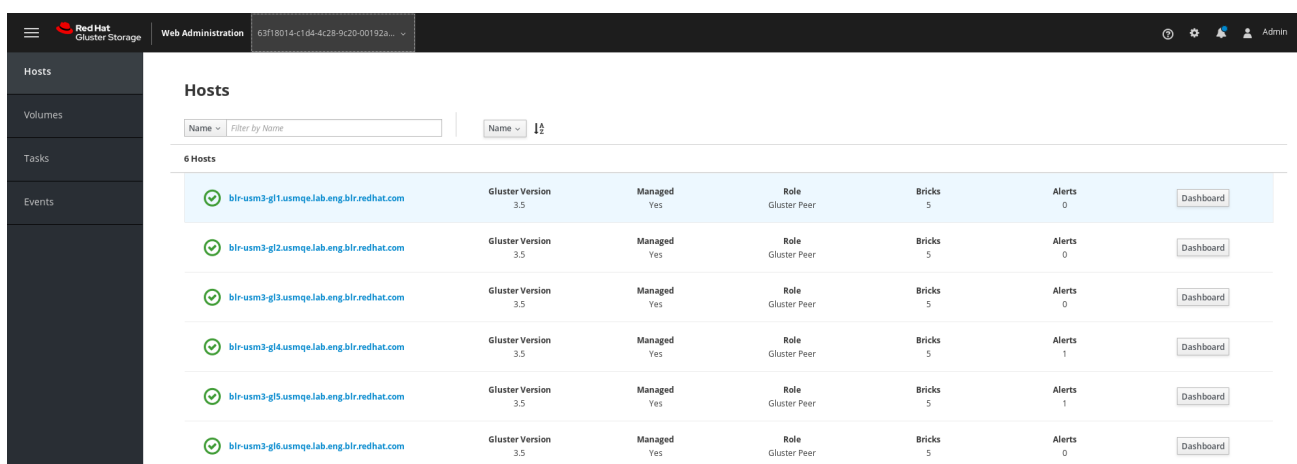 Red Hat
Gluster Storage
Web Administration
63f18014-c1d4-4c28-9c20-00192a...
Admin
Hosts
Volumes
Tasks
Events
Hosts
Name
Filter by Name
Name
6 Hosts
blr-usm3-gl1.usmqe.lab.eng.blr.redhat.com
Gluster Version Managed Role Bricks Alerts
3.5 Yes Gluster Peer 5 0
Dashboard
blr-usm3-gl2.usmqe.lab.eng.blr.redhat.com
Gluster Version Managed Role Bricks Alerts
3.5 Yes Gluster Peer 5 0
Dashboard
blr-usm3-gl3.usmqe.lab.eng.blr.redhat.com
Gluster Version Managed Role Bricks Alerts
3.5 Yes Gluster Peer 5 0
Dashboard
blr-usm3-gl4.usmqe.lab.eng.blr.redhat.com
Gluster Version Managed Role Bricks Alerts
3.5 Yes Gluster Peer 5 1
Dashboard
blr-usm3-gl5.usmqe.lab.eng.blr.redhat.com
Gluster Version Managed Role Bricks Alerts
3.5 Yes Gluster Peer 5 1
Dashboard
blr-usm3-gl6.usmqe.lab.eng.blr.redhat.com
Gluster Version Managed Role Bricks Alerts
3.5 Yes Gluster Peer 5 0
Dashboard